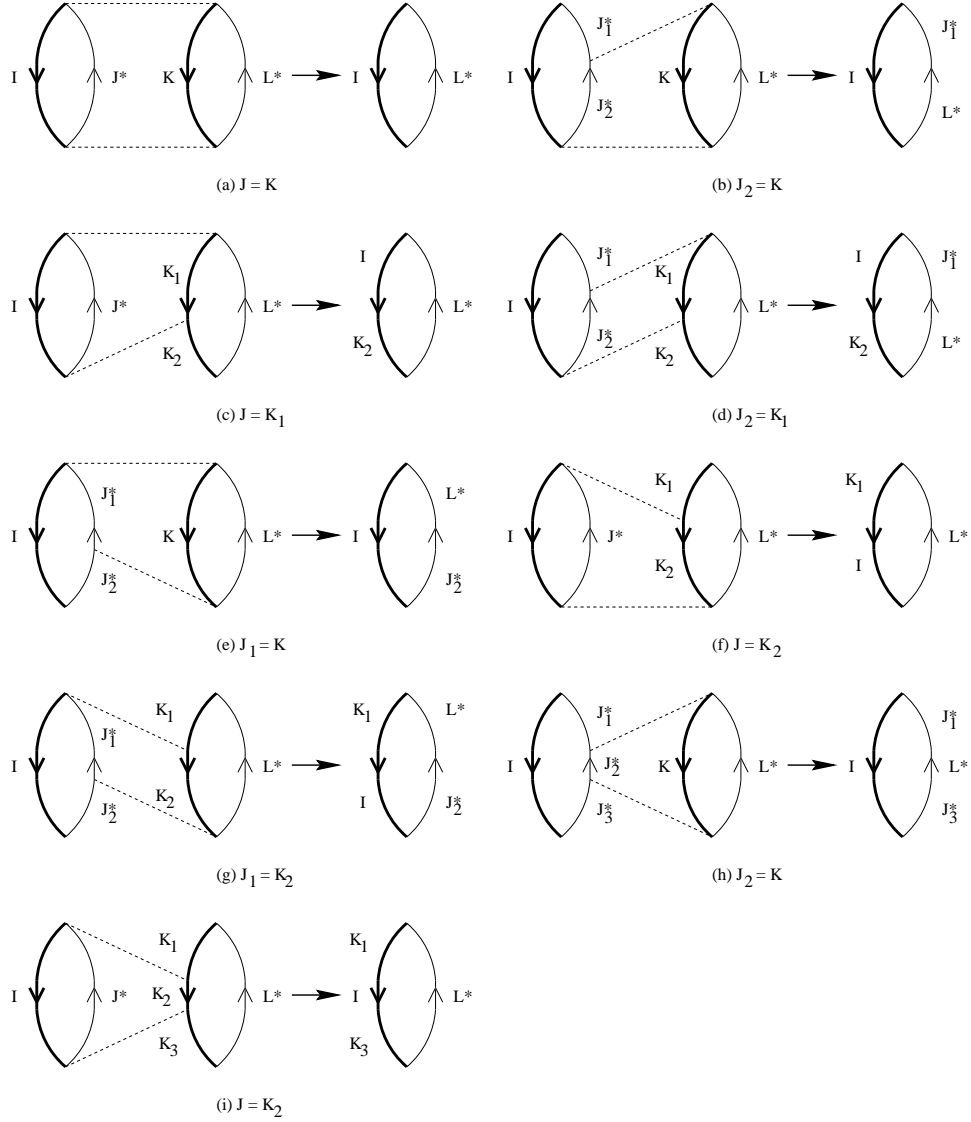 I J* K L* I L*
(a) J = K
I J₁* J₂* K L* I J₁* L*
(b) J₂ = K
I J* K₁ K₂ L* I K₂ L*
(c) J = K₁
I J₁* J₂* K₁ K₂ L* I K₂ J₁* L*
(d) J₂ = K₁
I J₁* J₂* K L* I L* J₂*
(e) J₁ = K
I J* K₁ K₂ L* K₁ I L*
(f) J = K₂
I J₁* J₂* K₁ K₂ L* K₁ I L* J₂*
(g) J₁ = K₂
I J₁* J₂* J₃* K L* I J₁* L* J₃*
(h) J₂ = K
I J* K₁ K₂ K₃ L* K₁ I K₃ L*
(i) J = K₂